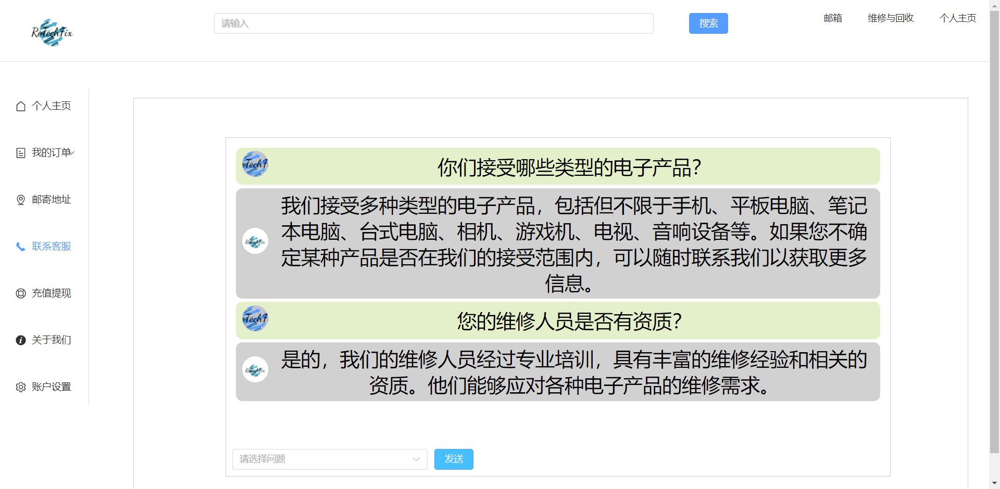 ReTechFix
请输入
搜索
邮箱
维修与回收
个人主页
个人主页
我的订单
邮寄地址
联系客服
充值提现
关于我们
账户设置
eTechF
你们接受哪些类型的电子产品？
ReTechFix
我们接受多种类型的电子产品，包括但不限于手机、平板电脑、笔记
本电脑、台式电脑、相机、游戏机、电视、音响设备等。如果您不确
定某种产品是否在我们的接受范围内，可以随时联系我们以获取更多
信息。
eTechF
您的维修人员是否有资质？
ReTechFix
是的，我们的维修人员经过专业培训，具有丰富的维修经验和相关的
资质。他们能够应对各种电子产品的维修需求。
请选择问题
发送